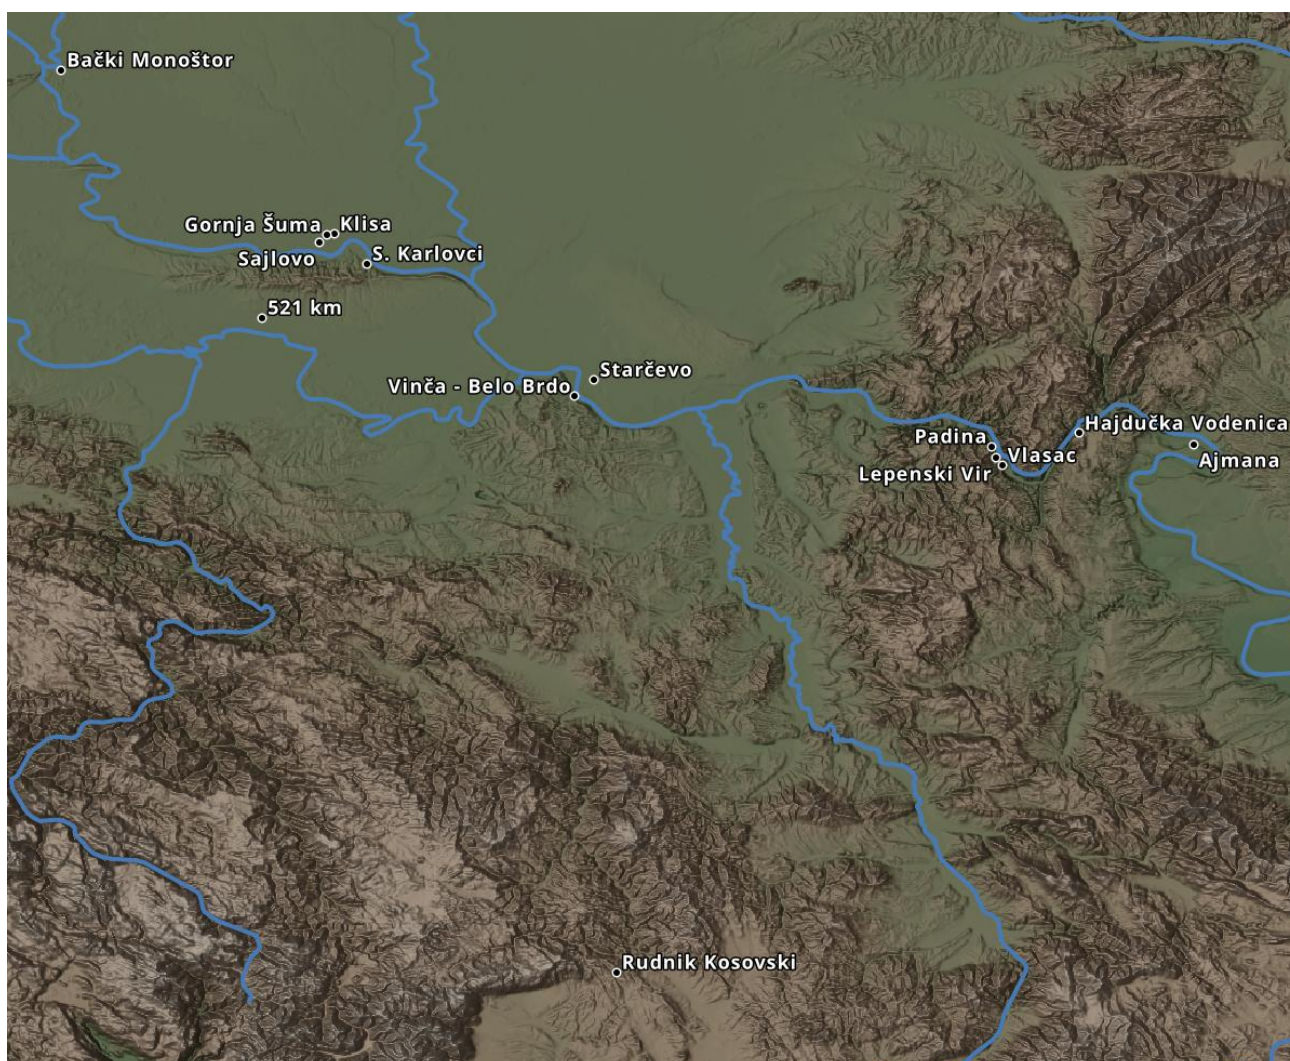 Bački Monoštor
Gornja Šuma
Klisa
Sajlovo
S. Karlovci
521 km
Starčevo
Vinča - Belo Brdo
Hajdučka Vodenica
Padina
Vlasac
Ajmana
Lepenski Vir
Rudnik Kosovski